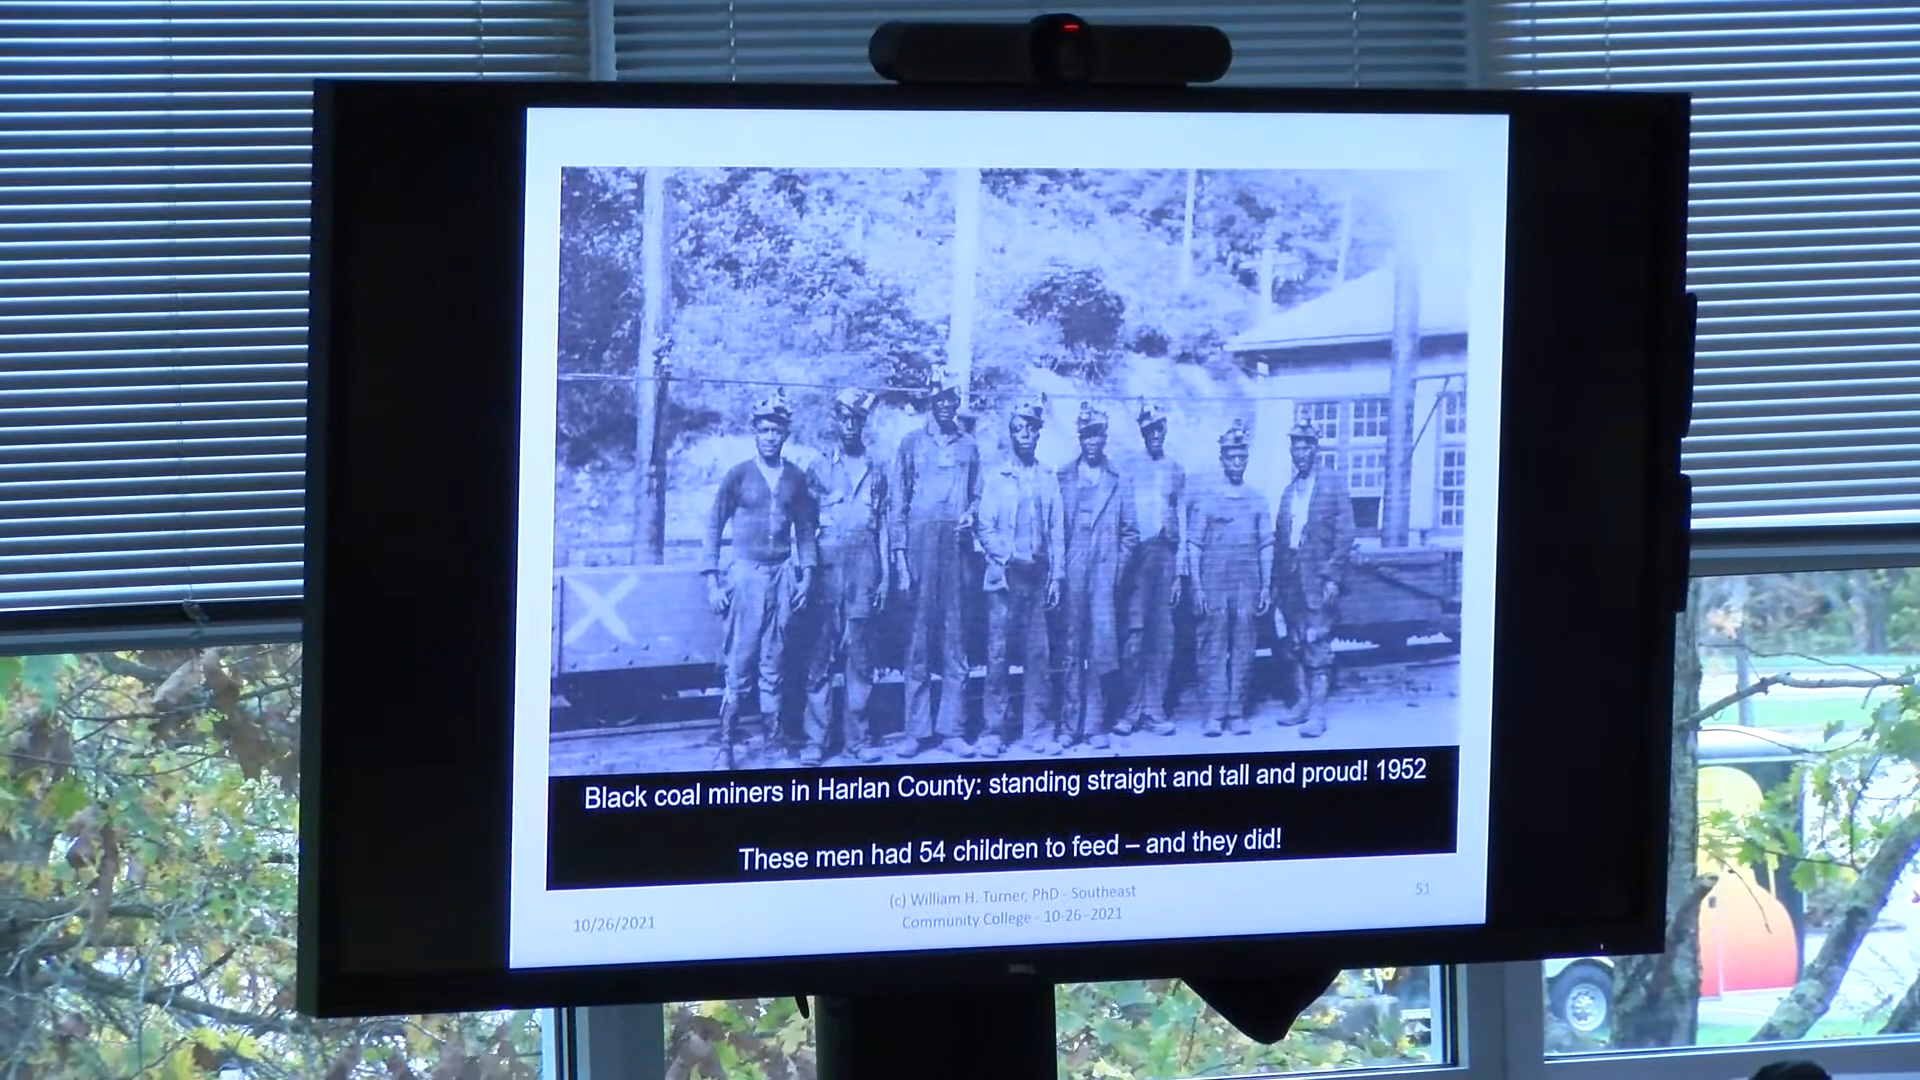 Black coal miners in Harlan County: standing straight and tall and proud! 1952
These men had 54 children to feed – and they did!
(c) William H. Turner, PhD - Southeast
Community College - 10-26-2021
10/26/2021
51
DELL